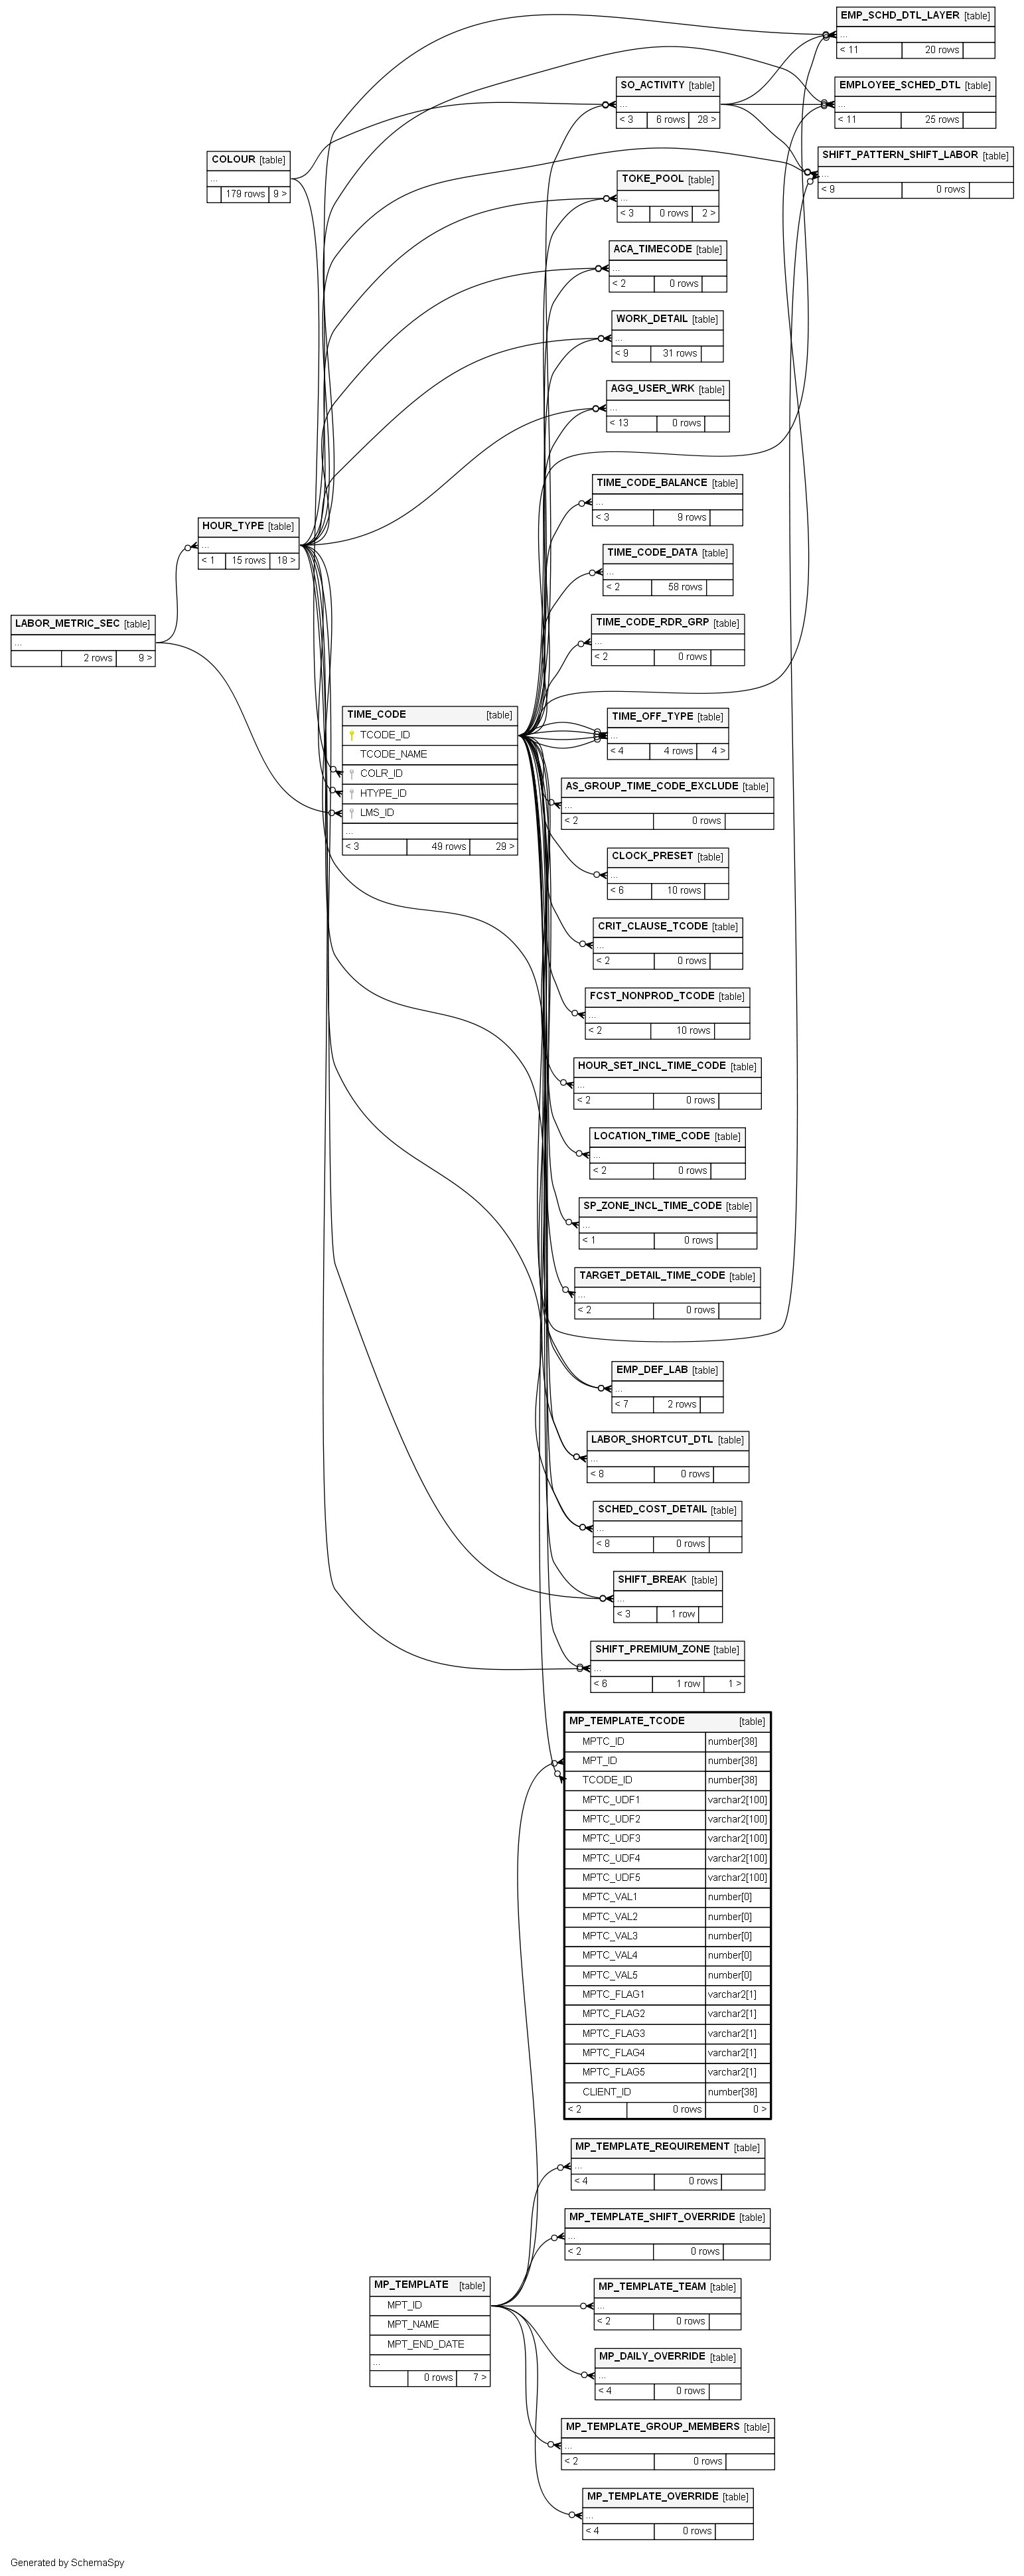 EMP_SCHD_DTL_LAYER [table]
...
< 11 20 rows
SO_ACTIVITY [table]
...
< 3 6 rows 28 >
EMPLOYEE_SCHED_DTL [table]
...
< 11 25 rows
COLOUR [table]
...
179 rows 9 >
SHIFT_PATTERN_SHIFT_LABOR [table]
...
< 9 0 rows
TOKE_POOL [table]
...
< 3 0 rows 2 >
ACA_TIMECODE [table]
...
< 2 0 rows
WORK_DETAIL [table]
...
< 9 31 rows
AGG_USER_WRK [table]
...
< 13 0 rows
TIME_CODE_BALANCE [table]
...
< 3 9 rows
HOUR_TYPE [table]
...
< 1 15 rows 18 >
TIME_CODE_DATA [table]
...
< 2 58 rows
LABOR_METRIC_SEC [table]
...
2 rows 9 >
TIME_CODE_RDR_GRP [table]
...
< 2 0 rows
TIME_CODE [table]
TCODE_ID
TCODE_NAME
COLR_ID
HTYPE_ID
LMS_ID
...
< 3 49 rows 29 >
TIME_OFF_TYPE [table]
...
< 4 4 rows 4 >
AS_GROUP_TIME_CODE_EXCLUDE [table]
...
< 2 0 rows
CLOCK_PRESET [table]
...
< 6 10 rows
CRIT_CLAUSE_TCODE [table]
...
< 2 0 rows
FCST_NONPROD_TCODE [table]
...
< 2 10 rows
HOUR_SET_INCL_TIME_CODE [table]
...
< 2 0 rows
LOCATION_TIME_CODE [table]
...
< 2 0 rows
SP_ZONE_INCL_TIME_CODE [table]
...
< 1 0 rows
TARGET_DETAIL_TIME_CODE [table]
...
< 2 0 rows
EMP_DEF_LAB [table]
...
< 7 2 rows
LABOR_SHORTCUT_DTL [table]
...
< 8 0 rows
SCHED_COST_DETAIL [table]
...
< 8 0 rows
SHIFT_BREAK [table]
...
< 3 1 row
SHIFT_PREMIUM_ZONE [table]
...
< 6 1 row 1 >
MP_TEMPLATE_TCODE [table]
MPTC_ID number[38]
MPT_ID number[38]
TCODE_ID number[38]
MPTC_UDF1 varchar2[100]
MPTC_UDF2 varchar2[100]
MPTC_UDF3 varchar2[100]
MPTC_UDF4 varchar2[100]
MPTC_UDF5 varchar2[100]
MPTC_VAL1 number[0]
MPTC_VAL2 number[0]
MPTC_VAL3 number[0]
MPTC_VAL4 number[0]
MPTC_VAL5 number[0]
MPTC_FLAG1 varchar2[1]
MPTC_FLAG2 varchar2[1]
MPTC_FLAG3 varchar2[1]
MPTC_FLAG4 varchar2[1]
MPTC_FLAG5 varchar2[1]
CLIENT_ID number[38]
< 2 0 rows 0 >
MP_TEMPLATE_REQUIREMENT [table]
...
< 4 0 rows
MP_TEMPLATE_SHIFT_OVERRIDE [table]
...
< 2 0 rows
MP_TEMPLATE [table]
MPT_ID
MPT_NAME
MPT_END_DATE
...
0 rows 7 >
MP_TEMPLATE_TEAM [table]
...
< 2 0 rows
MP_DAILY_OVERRIDE [table]
...
< 4 0 rows
MP_TEMPLATE_GROUP_MEMBERS [table]
...
< 2 0 rows
MP_TEMPLATE_OVERRIDE [table]
...
< 4 0 rows
Generated by SchemaSpy